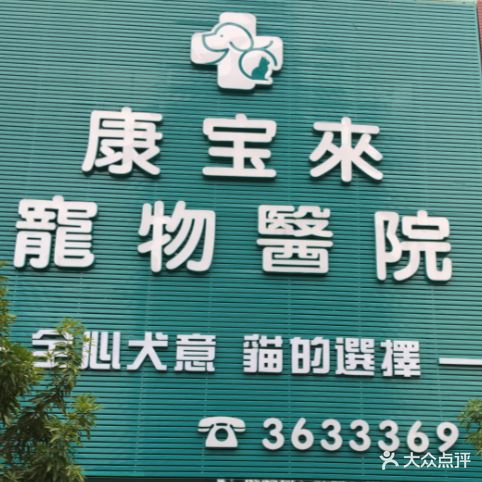 康宝來
寵物醫院
全心犬意 貓的選擇
3633369
大众点评